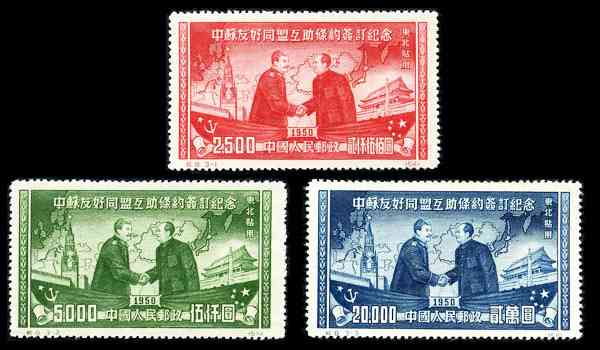 中蘇友好同盟互助條約簽訂紀念
東北貼用
1950
2500 中國人民郵政 貳仟伍佰圓
中蘇友好同盟互助條約簽訂紀念
東北貼用
1950
5000 中國人民郵政 伍仟圓
中蘇友好同盟互助條約簽訂紀念
東北貼用
1950
20,000 中國人民郵政 貳萬圓